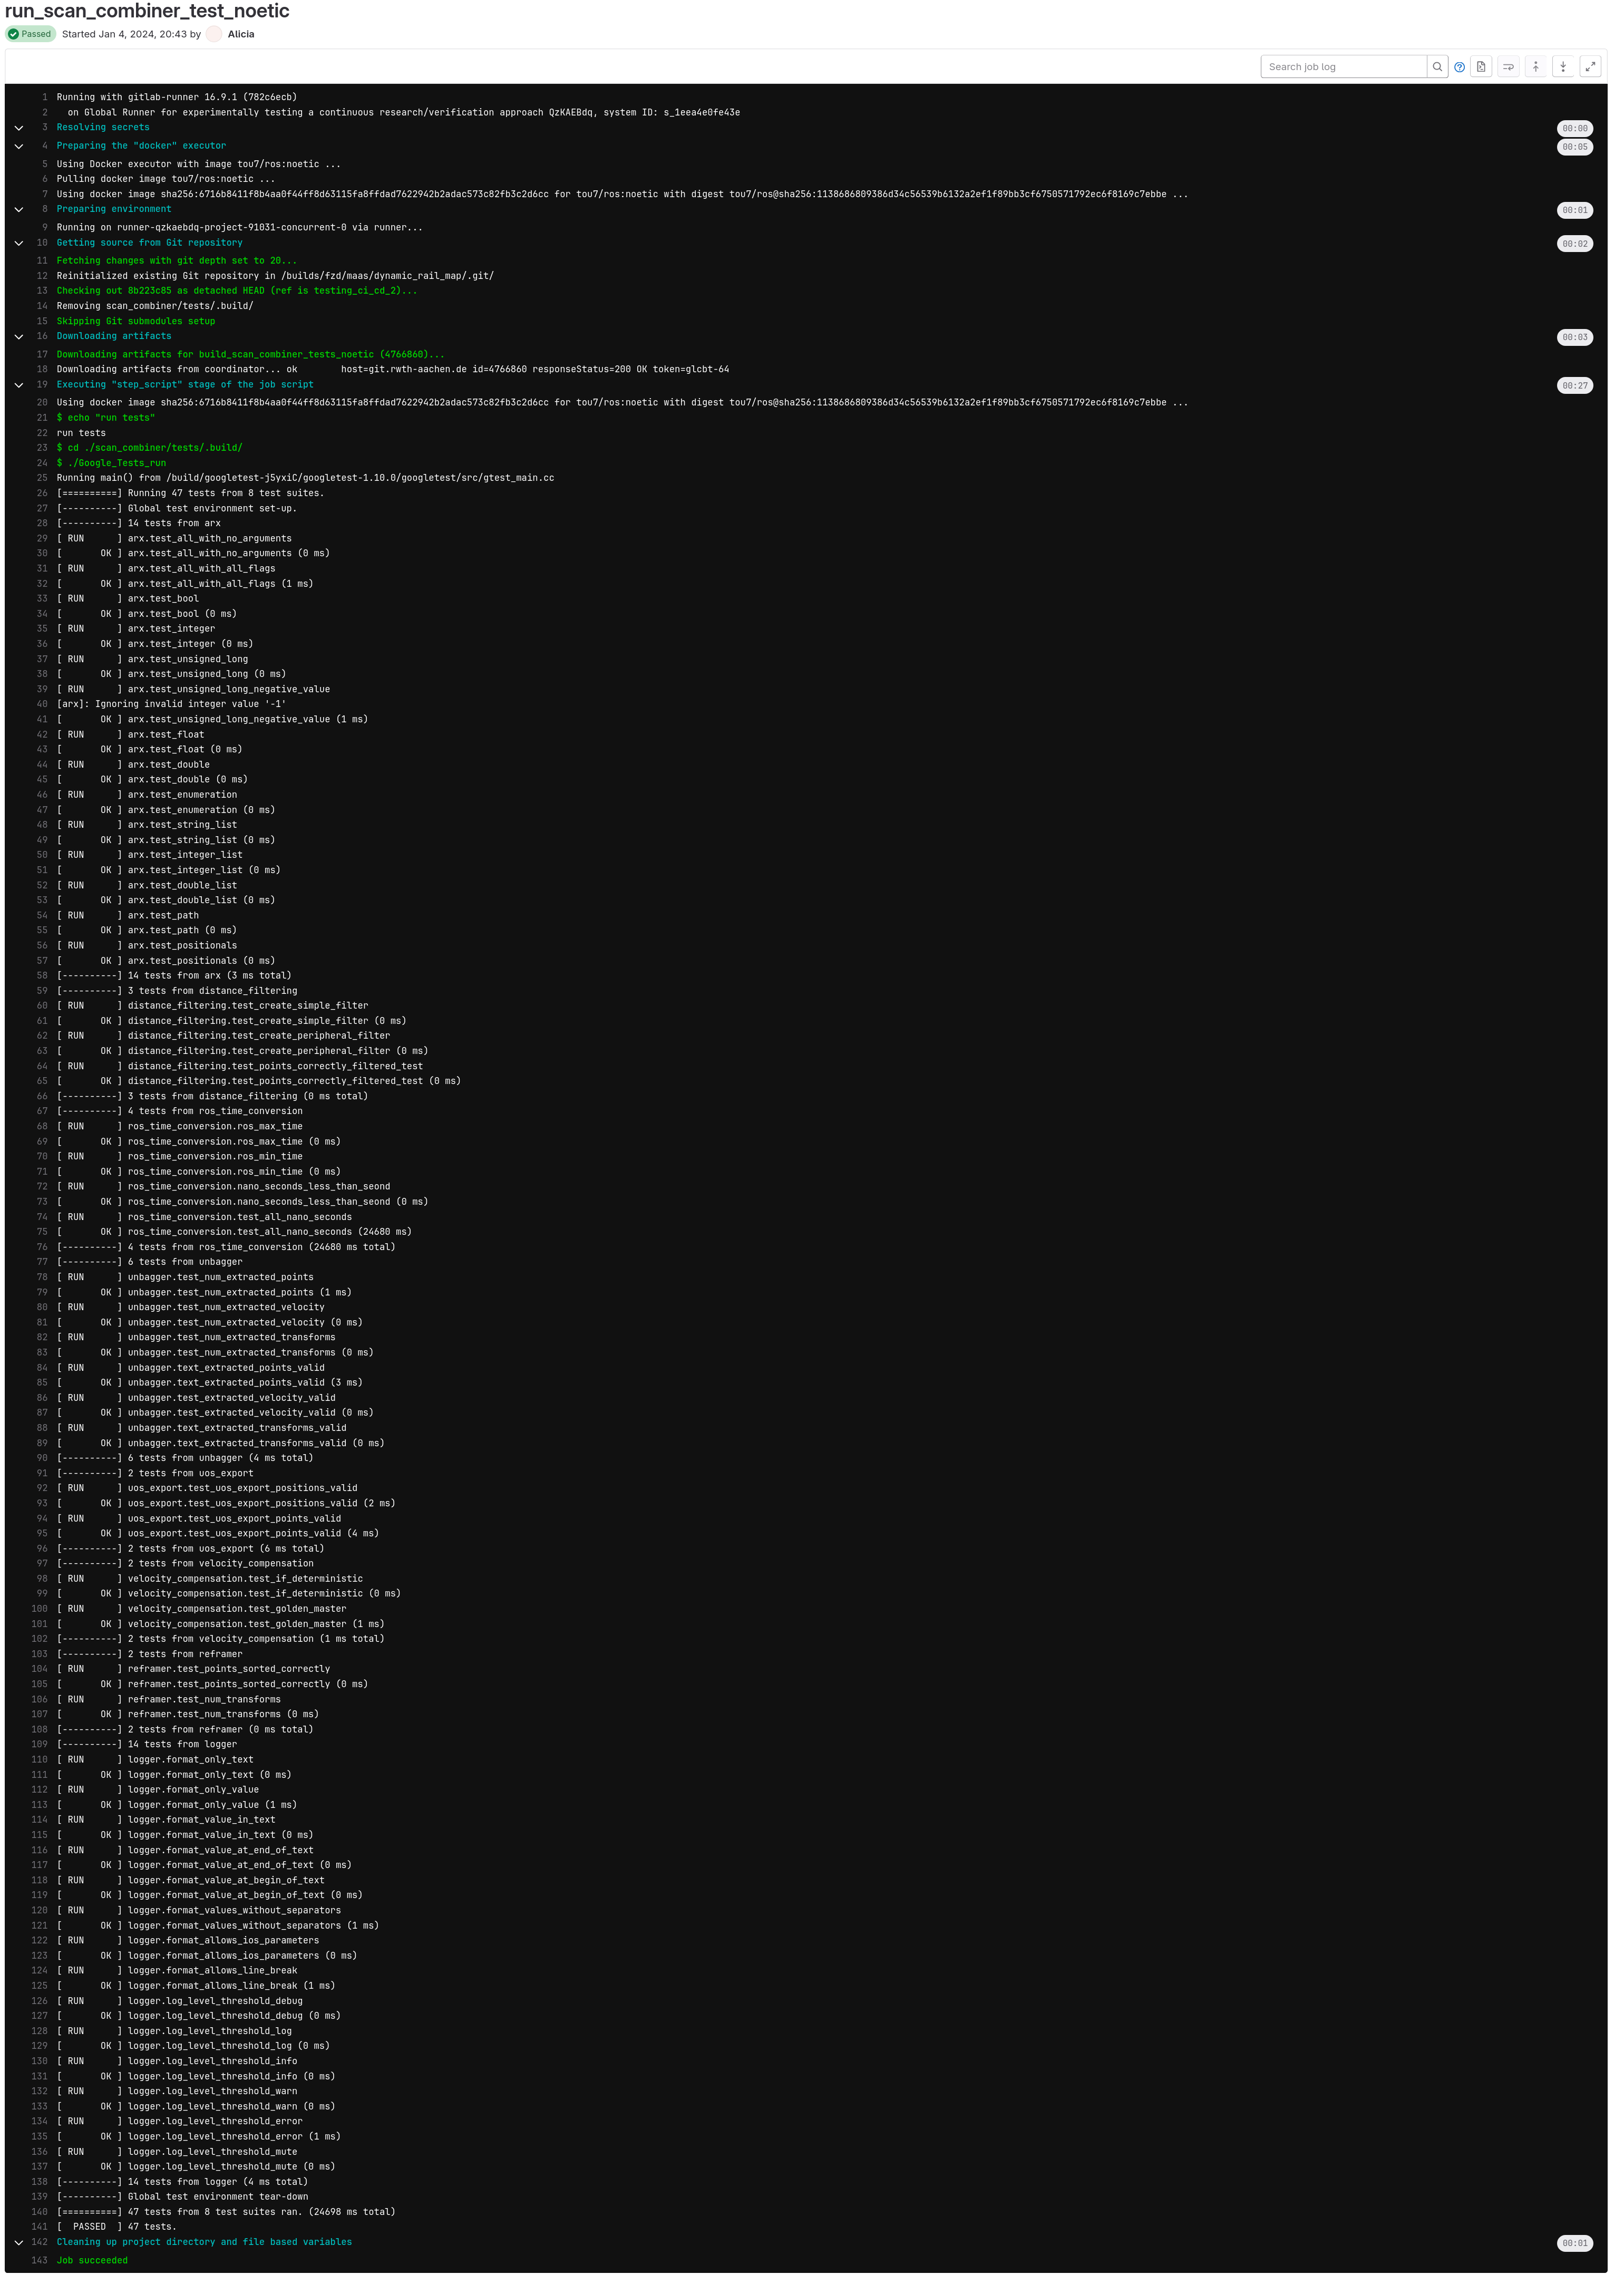 run_scan_combiner_test_noetic
Passed Started Jan 4, 2024, 20:43 by Alicia
Search job log
1 Running with gitlab-runner 16.9.1 (782c6ecb)
2 on Global Runner for experimentally testing a continuous research/verification approach QzKAEBdq, system ID: s_1eea4e0fe43e
3 Resolving secrets 00:00
4 Preparing the "docker" executor 00:05
5 Using Docker executor with image tou7/ros:noetic ...
6 Pulling docker image tou7/ros:noetic ...
7 Using docker image sha256:6716b8411f8b4aa0f44ff8d63115fa8ffdad7622942b2adac573c82fb3c2d6cc for tou7/ros:noetic with digest tou7/ros@sha256:1138686809386d34c56539b6132a2ef1f89bb3cf6750571792ec6f8169c7ebbe ...
8 Preparing environment 00:01
9 Running on runner-qzkaebdq-project-91031-concurrent-0 via runner...
10 Getting source from Git repository 00:02
11 Fetching changes with git depth set to 20...
12 Reinitialized existing Git repository in /builds/fzd/maas/dynamic_rail_map/.git/
13 Checking out 8b223c85 as detached HEAD (ref is testing_ci_cd_2)...
14 Removing scan_combiner/tests/.build/
15 Skipping Git submodules setup
16 Downloading artifacts 00:03
17 Downloading artifacts for build_scan_combiner_tests_noetic (4766860)...
18 Downloading artifacts from coordinator... ok host=git.rwth-aachen.de id=4766860 responseStatus=200 OK token=glcbt-64
19 Executing "step_script" stage of the job script 00:27
20 Using docker image sha256:6716b8411f8b4aa0f44ff8d63115fa8ffdad7622942b2adac573c82fb3c2d6cc for tou7/ros:noetic with digest tou7/ros@sha256:1138686809386d34c56539b6132a2ef1f89bb3cf6750571792ec6f8169c7ebbe ...
21 $ echo "run tests"
22 run tests
23 $ cd ./scan_combiner/tests/.build/
24 $ ./Google_Tests_run
25 Running main() from /build/googletest-j5yxiC/googletest-1.10.0/googletest/src/gtest_main.cc
26 [==========] Running 47 tests from 8 test suites.
27 [----------] Global test environment set-up.
28 [----------] 14 tests from arx
29 [ RUN      ] arx.test_all_with_no_arguments
30 [       OK ] arx.test_all_with_no_arguments (0 ms)
31 [ RUN      ] arx.test_all_with_all_flags
32 [       OK ] arx.test_all_with_all_flags (1 ms)
33 [ RUN      ] arx.test_bool
34 [       OK ] arx.test_bool (0 ms)
35 [ RUN      ] arx.test_integer
36 [       OK ] arx.test_integer (0 ms)
37 [ RUN      ] arx.test_unsigned_long
38 [       OK ] arx.test_unsigned_long (0 ms)
39 [ RUN      ] arx.test_unsigned_long_negative_value
40 [arx]: Ignoring invalid integer value '-1'
41 [       OK ] arx.test_unsigned_long_negative_value (1 ms)
42 [ RUN      ] arx.test_float
43 [       OK ] arx.test_float (0 ms)
44 [ RUN      ] arx.test_double
45 [       OK ] arx.test_double (0 ms)
46 [ RUN      ] arx.test_enumeration
47 [       OK ] arx.test_enumeration (0 ms)
48 [ RUN      ] arx.test_string_list
49 [       OK ] arx.test_string_list (0 ms)
50 [ RUN      ] arx.test_integer_list
51 [       OK ] arx.test_integer_list (0 ms)
52 [ RUN      ] arx.test_double_list
53 [       OK ] arx.test_double_list (0 ms)
54 [ RUN      ] arx.test_path
55 [       OK ] arx.test_path (0 ms)
56 [ RUN      ] arx.test_positionals
57 [       OK ] arx.test_positionals (0 ms)
58 [----------] 14 tests from arx (3 ms total)
59 [----------] 3 tests from distance_filtering
60 [ RUN      ] distance_filtering.test_create_simple_filter
61 [       OK ] distance_filtering.test_create_simple_filter (0 ms)
62 [ RUN      ] distance_filtering.test_create_peripheral_filter
63 [       OK ] distance_filtering.test_create_peripheral_filter (0 ms)
64 [ RUN      ] distance_filtering.test_points_correctly_filtered_test
65 [       OK ] distance_filtering.test_points_correctly_filtered_test (0 ms)
66 [----------] 3 tests from distance_filtering (0 ms total)
67 [----------] 4 tests from ros_time_conversion
68 [ RUN      ] ros_time_conversion.ros_max_time
69 [       OK ] ros_time_conversion.ros_max_time (0 ms)
70 [ RUN      ] ros_time_conversion.ros_min_time
71 [       OK ] ros_time_conversion.ros_min_time (0 ms)
72 [ RUN      ] ros_time_conversion.nano_seconds_less_than_seond
73 [       OK ] ros_time_conversion.nano_seconds_less_than_seond (0 ms)
74 [ RUN      ] ros_time_conversion.test_all_nano_seconds
75 [       OK ] ros_time_conversion.test_all_nano_seconds (24680 ms)
76 [----------] 4 tests from ros_time_conversion (24680 ms total)
77 [----------] 6 tests from unbagger
78 [ RUN      ] unbagger.test_num_extracted_points
79 [       OK ] unbagger.test_num_extracted_points (1 ms)
80 [ RUN      ] unbagger.test_num_extracted_velocity
81 [       OK ] unbagger.test_num_extracted_velocity (0 ms)
82 [ RUN      ] unbagger.test_num_extracted_transforms
83 [       OK ] unbagger.test_num_extracted_transforms (0 ms)
84 [ RUN      ] unbagger.text_extracted_points_valid
85 [       OK ] unbagger.text_extracted_points_valid (3 ms)
86 [ RUN      ] unbagger.test_extracted_velocity_valid
87 [       OK ] unbagger.test_extracted_velocity_valid (0 ms)
88 [ RUN      ] unbagger.text_extracted_transforms_valid
89 [       OK ] unbagger.text_extracted_transforms_valid (0 ms)
90 [----------] 6 tests from unbagger (4 ms total)
91 [----------] 2 tests from uos_export
92 [ RUN      ] uos_export.test_uos_export_positions_valid
93 [       OK ] uos_export.test_uos_export_positions_valid (2 ms)
94 [ RUN      ] uos_export.test_uos_export_points_valid
95 [       OK ] uos_export.test_uos_export_points_valid (4 ms)
96 [----------] 2 tests from uos_export (6 ms total)
97 [----------] 2 tests from velocity_compensation
98 [ RUN      ] velocity_compensation.test_if_deterministic
99 [       OK ] velocity_compensation.test_if_deterministic (0 ms)
100 [ RUN      ] velocity_compensation.test_golden_master
101 [       OK ] velocity_compensation.test_golden_master (1 ms)
102 [----------] 2 tests from velocity_compensation (1 ms total)
103 [----------] 2 tests from reframer
104 [ RUN      ] reframer.test_points_sorted_correctly
105 [       OK ] reframer.test_points_sorted_correctly (0 ms)
106 [ RUN      ] reframer.test_num_transforms
107 [       OK ] reframer.test_num_transforms (0 ms)
108 [----------] 2 tests from reframer (0 ms total)
109 [----------] 14 tests from logger
110 [ RUN      ] logger.format_only_text
111 [       OK ] logger.format_only_text (0 ms)
112 [ RUN      ] logger.format_only_value
113 [       OK ] logger.format_only_value (1 ms)
114 [ RUN      ] logger.format_value_in_text
115 [       OK ] logger.format_value_in_text (0 ms)
116 [ RUN      ] logger.format_value_at_end_of_text
117 [       OK ] logger.format_value_at_end_of_text (0 ms)
118 [ RUN      ] logger.format_value_at_begin_of_text
119 [       OK ] logger.format_value_at_begin_of_text (0 ms)
120 [ RUN      ] logger.format_values_without_separators
121 [       OK ] logger.format_values_without_separators (1 ms)
122 [ RUN      ] logger.format_allows_ios_parameters
123 [       OK ] logger.format_allows_ios_parameters (0 ms)
124 [ RUN      ] logger.format_allows_line_break
125 [       OK ] logger.format_allows_line_break (1 ms)
126 [ RUN      ] logger.log_level_threshold_debug
127 [       OK ] logger.log_level_threshold_debug (0 ms)
128 [ RUN      ] logger.log_level_threshold_log
129 [       OK ] logger.log_level_threshold_log (0 ms)
130 [ RUN      ] logger.log_level_threshold_info
131 [       OK ] logger.log_level_threshold_info (0 ms)
132 [ RUN      ] logger.log_level_threshold_warn
133 [       OK ] logger.log_level_threshold_warn (0 ms)
134 [ RUN      ] logger.log_level_threshold_error
135 [       OK ] logger.log_level_threshold_error (1 ms)
136 [ RUN      ] logger.log_level_threshold_mute
137 [       OK ] logger.log_level_threshold_mute (0 ms)
138 [----------] 14 tests from logger (4 ms total)
139 [----------] Global test environment tear-down
140 [==========] 47 tests from 8 test suites ran. (24698 ms total)
141 [  PASSED  ] 47 tests.
142 Cleaning up project directory and file based variables 00:01
143 Job succeeded